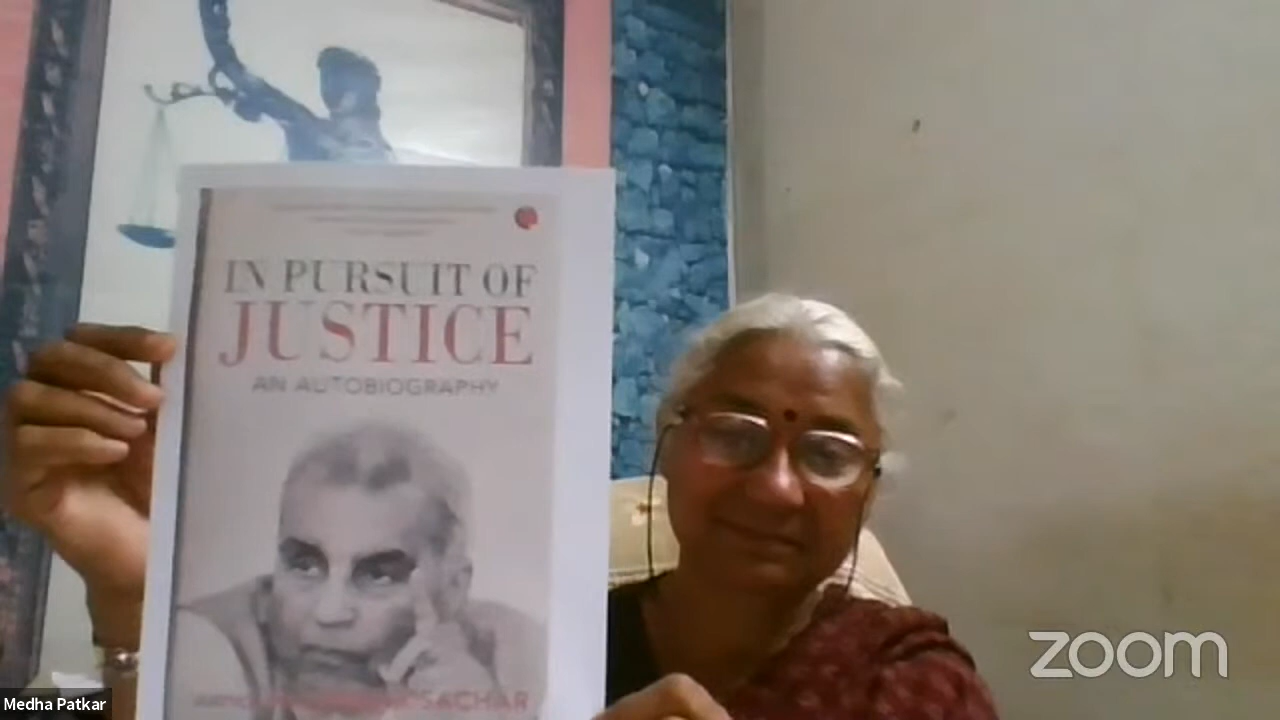 IN PURSUIT OF
JUSTICE
AN AUTOBIOGRAPHY
SACHAR
zoom
Medha Patkar